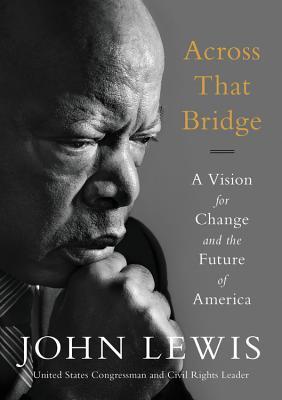 Across
That
Bridge
A Vision
for
Change
and the
Future
of
America
JOHN LEWIS
United States Congressman and Civil Rights Leader